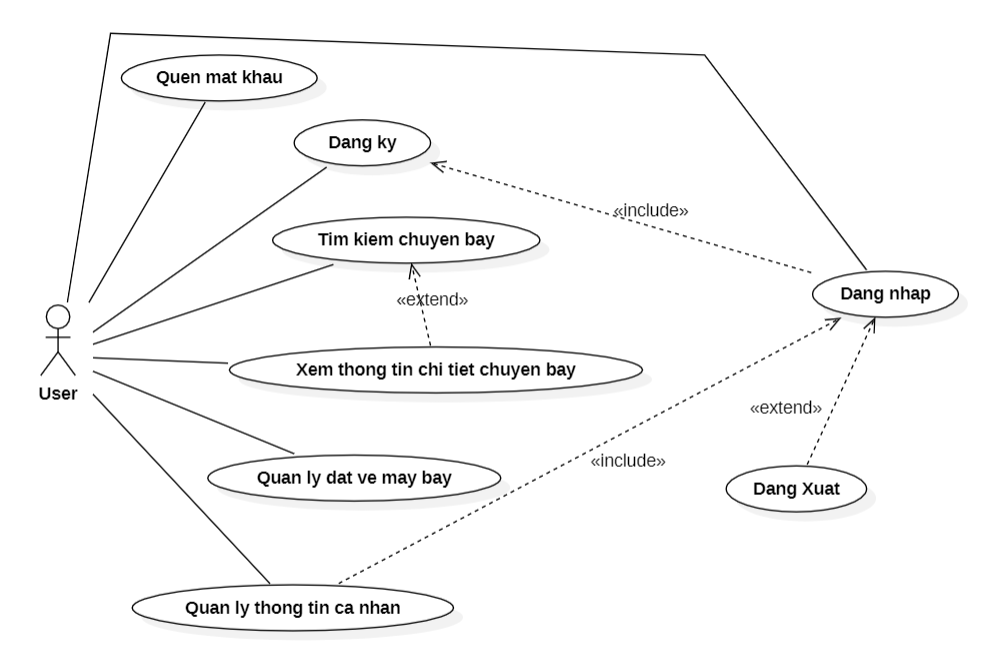 Quen mat khau
Dang ky
«include»
Tim kiem chuyen bay
Dang nhap
«extend»
User
Xem thong tin chi tiet chuyen bay
«extend»
«include»
Quan ly dat ve may bay
Dang Xuat
Quan ly thong tin ca nhan